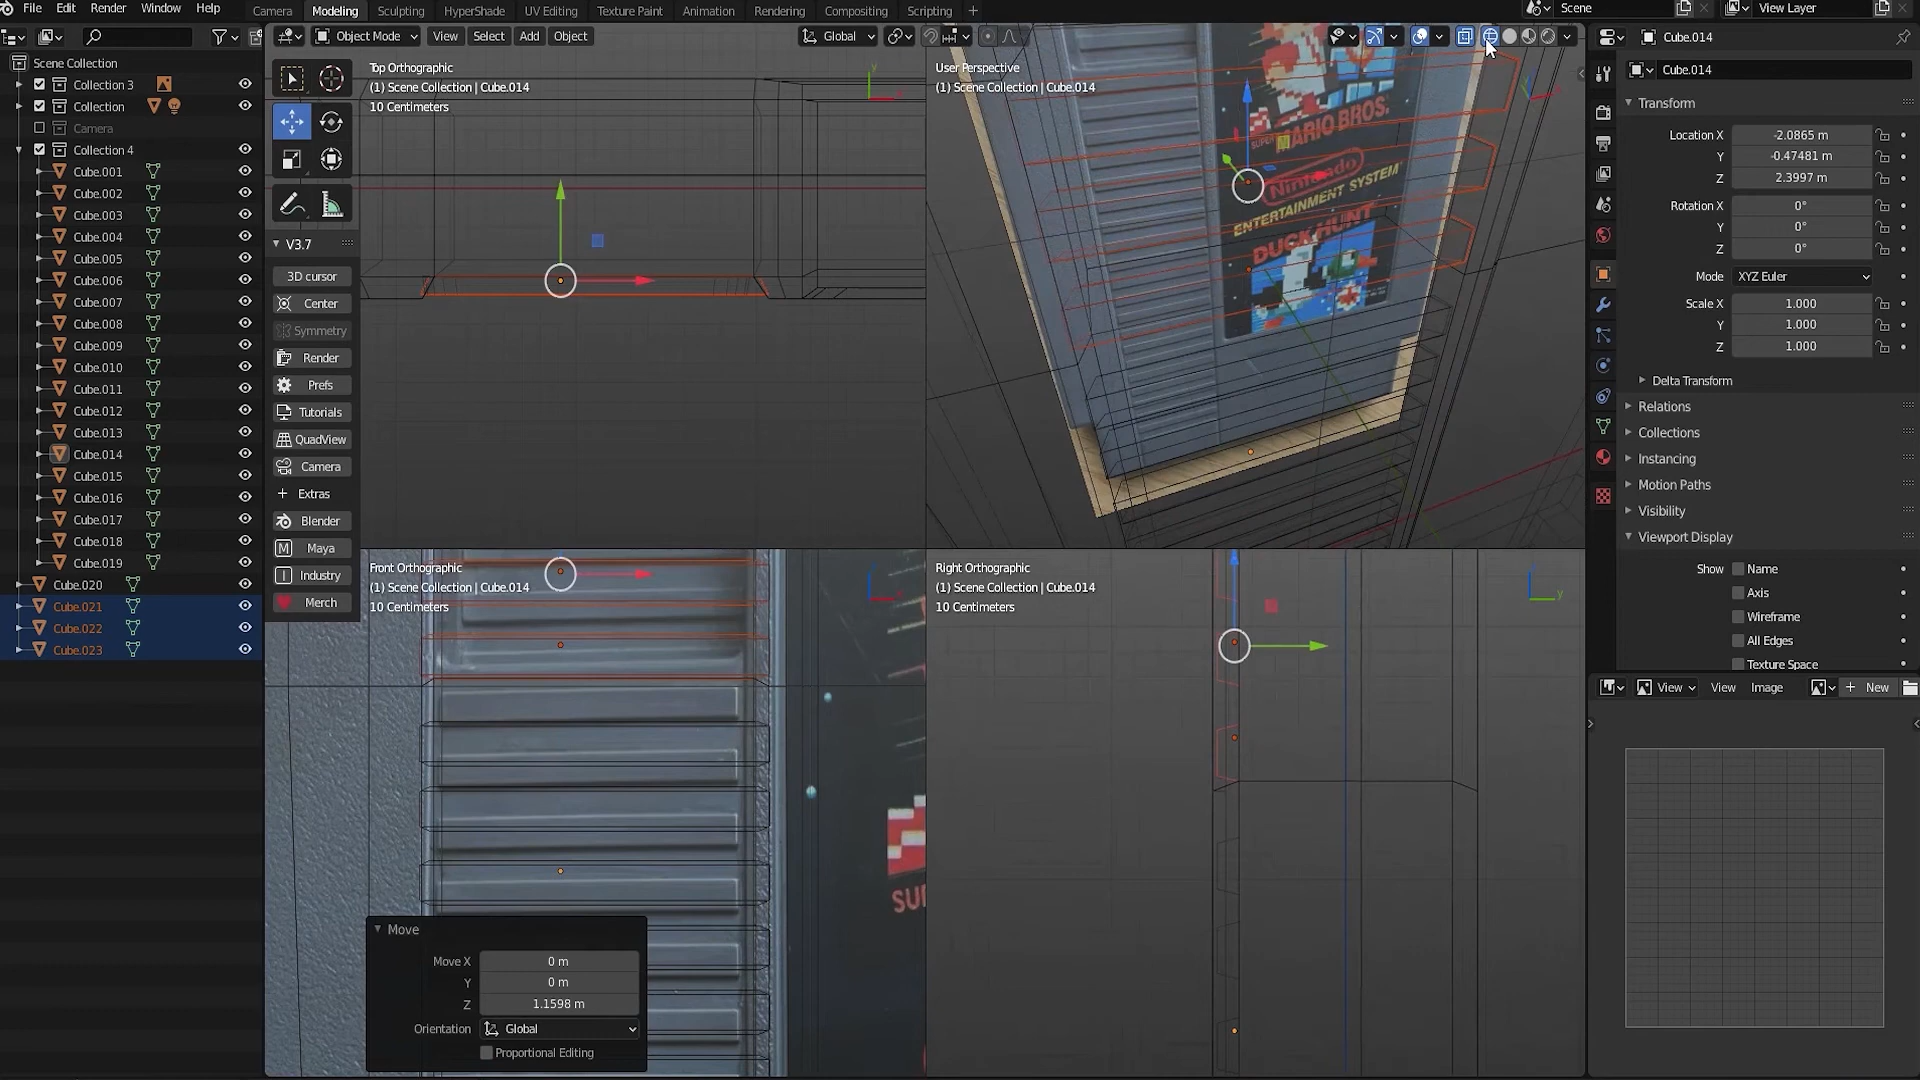 File Edit Render Window Help Camera Modeling Sculpting HyperShade UV Editing Texture Paint Animation Rendering Compositing Scripting + Scene View Layer
Object Mode View Select Add Object Global Cube.014
Scene Collection
Collection 3
Collection
Camera
Collection 4
Cube.001
Cube.002
Cube.003
Cube.004
Cube.005
Cube.006
Cube.007
Cube.008
Cube.009
Cube.010
Cube.011
Cube.012
Cube.013
Cube.014
Cube.015
Cube.016
Cube.017
Cube.018
Cube.019
Cube.020
Cube.021
Cube.022
Cube.023
V3.7
3D cursor
Center
Symmetry
Render
Prefs
Tutorials
QuadView
Camera
+ Extras
Blender
M Maya
I Industry
Merch
Top Orthographic
(1) Scene Collection | Cube.014
10 Centimeters
User Perspective
(1) Scene Collection | Cube.014
SUPER MARIO BROS.
Nintendo
ENTERTAINMENT SYSTEM
DUCK HUNT
Front Orthographic
(1) Scene Collection | Cube.014
10 Centimeters
SU
Right Orthographic
(1) Scene Collection | Cube.014
10 Centimeters
Move
Move X 0 m
Y 0 m
Z 1.1598 m
Orientation Global
Proportional Editing
Cube.014
Transform
Location X -2.0865 m
Y -0.47481 m
Z 2.3997 m
Rotation X 0°
Y 0°
Z 0°
Mode XYZ Euler
Scale X 1.000
Y 1.000
Z 1.000
Delta Transform
Relations
Collections
Instancing
Motion Paths
Visibility
Viewport Display
Show Name
Axis
Wireframe
All Edges
Texture Space
View View Image + New